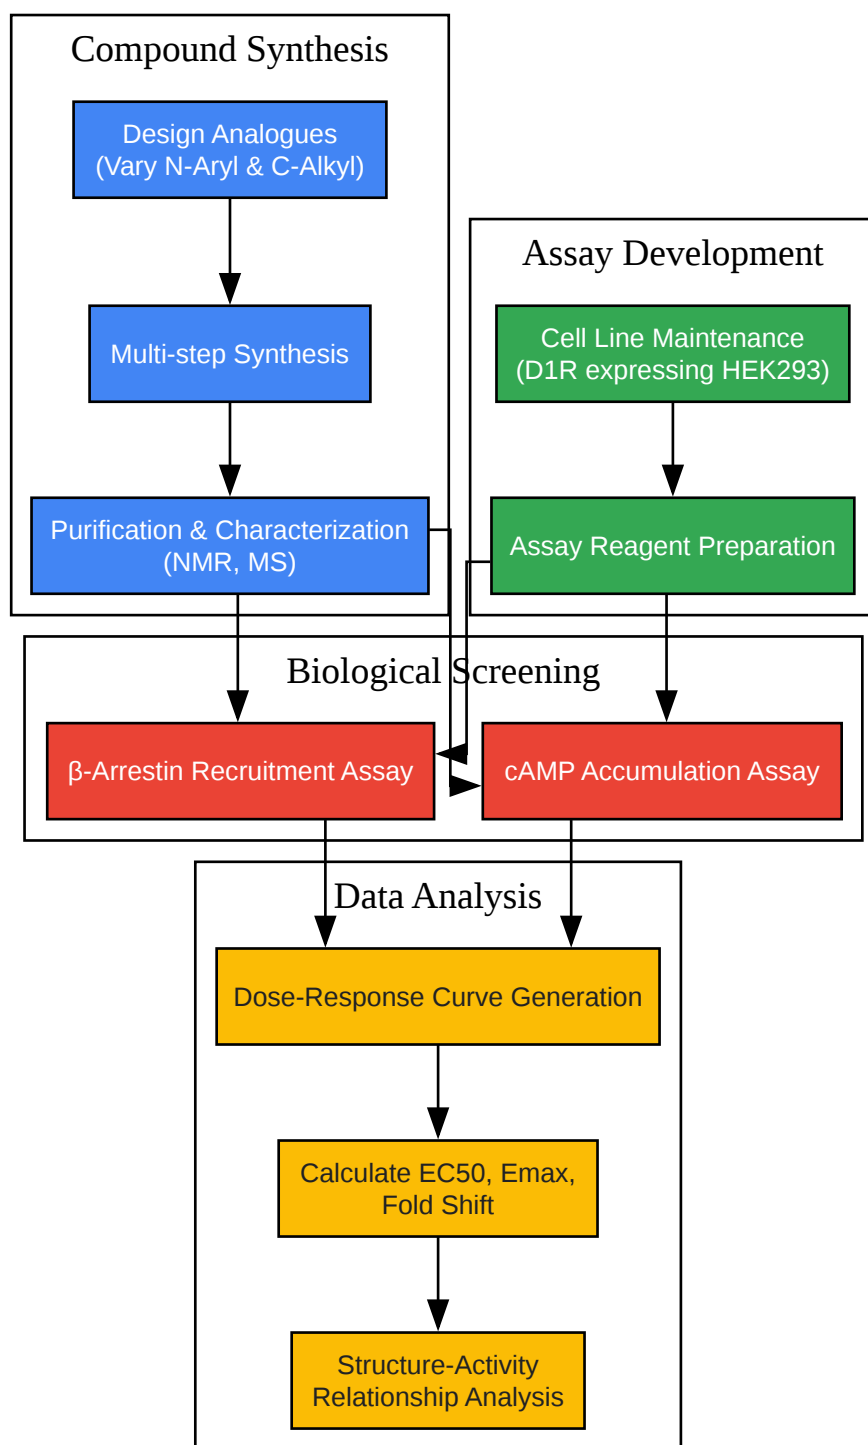 Compound Synthesis
Design Analogues
(Vary N-Aryl & C-Alkyl)
Multi-step Synthesis
Purification & Characterization
(NMR, MS)
Assay Development
Cell Line Maintenance
(D1R expressing HEK293)
Assay Reagent Preparation
Biological Screening
β-Arrestin Recruitment Assay
cAMP Accumulation Assay
Data Analysis
Dose-Response Curve Generation
Calculate EC50, Emax,
Fold Shift
Structure-Activity
Relationship Analysis